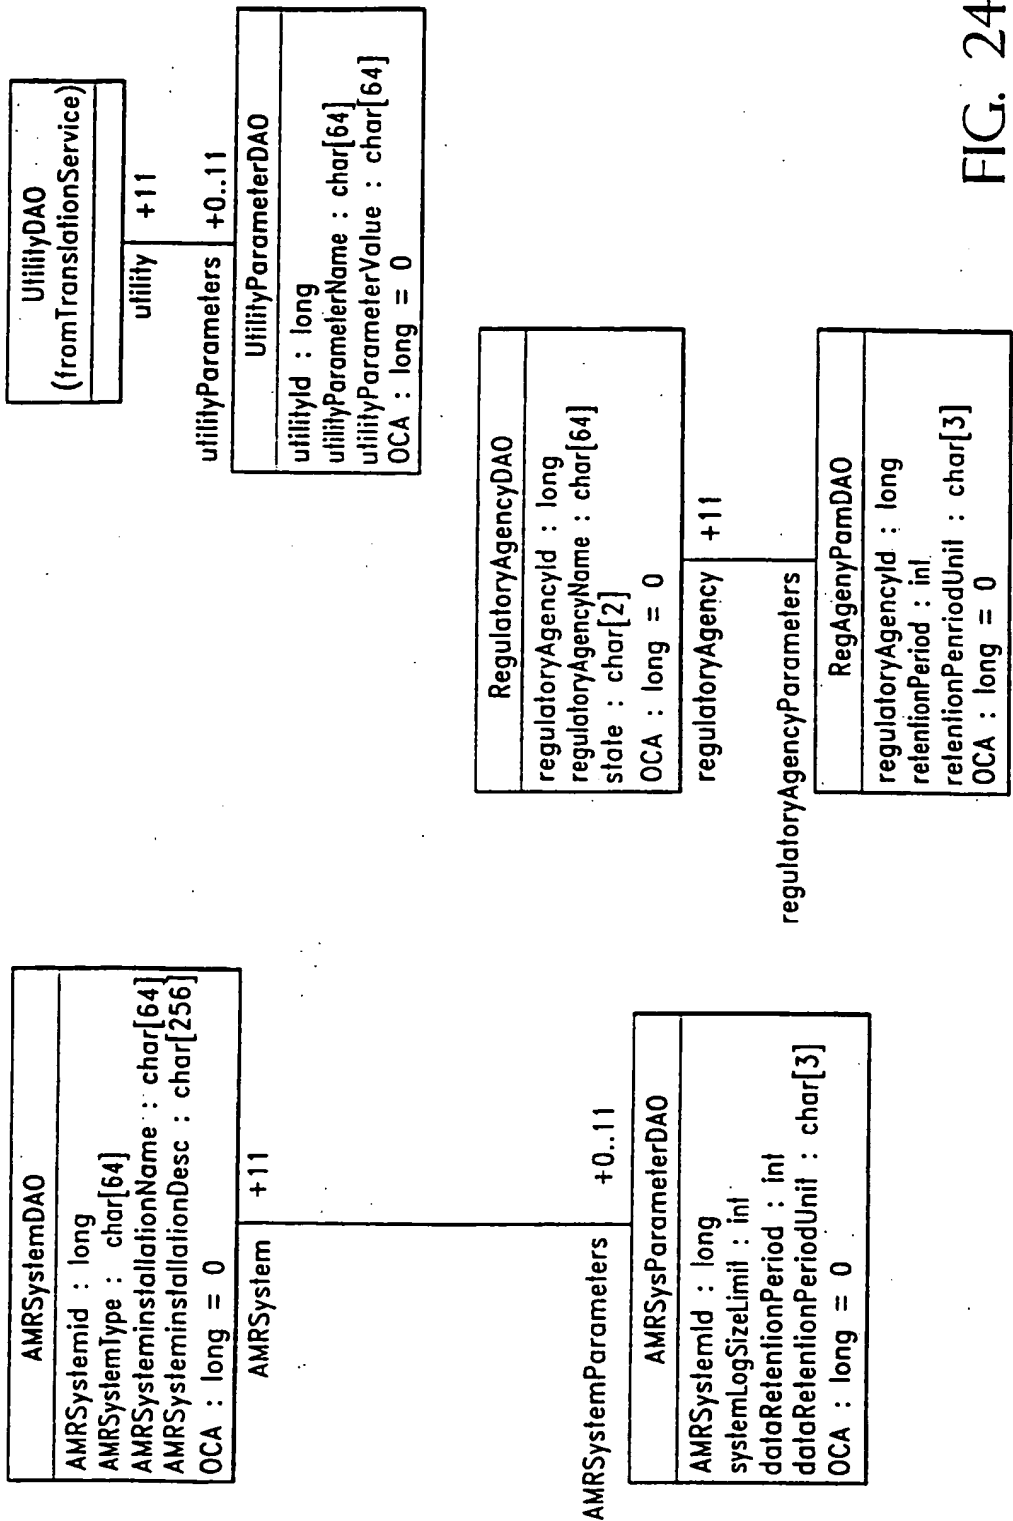 AMRSystemDAO
AMRSystemid : long
AMRSystemType : char[64]
AMRSysteminstallationName : char[64]
AMRSysteminstallationDesc : char[256]
OCA : long = 0
AMRSystem +11
AMRSystemParameters +0..11
AMRSysParameterDAO
AMRSystemId : long
systemLogSizeLimit : int
dataRetentionPeriod : int
dataRetentionPeriodUnit : char[3]
OCA : long = 0
UtilityDAO
(fromTranslationService)
utility +11
utilityParameters +0..11
UtilityParameterDAO
utilityId : long
utilityParameterName : char[64]
utilityParameterValue : char[64]
OCA : long = 0
RegulatoryAgencyDAO
regulatoryAgencyId : long
regulatoryAgencyName : char[64]
state : char[2]
OCA : long = 0
regulatoryAgency +11
regulatoryAgencyParameters
RegAgenyPamDAO
regulatoryAgencyId : long
retentionPeriod : int
retentionPenriodUnit : char[3]
OCA : long = 0
FIG. 24